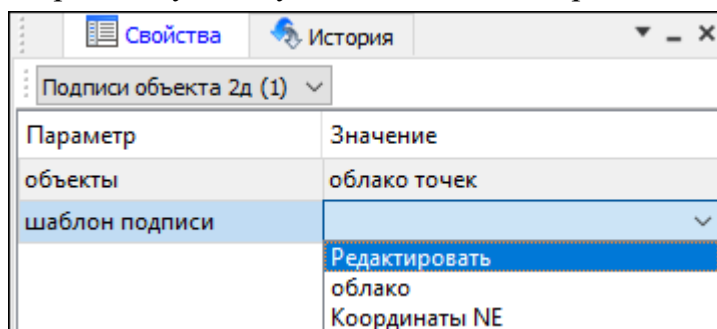 Свойства История
Подписи объекта 2д (1)
Параметр Значение
объекты облако точек
шаблон подписи
Редактировать
облако
Координаты NE